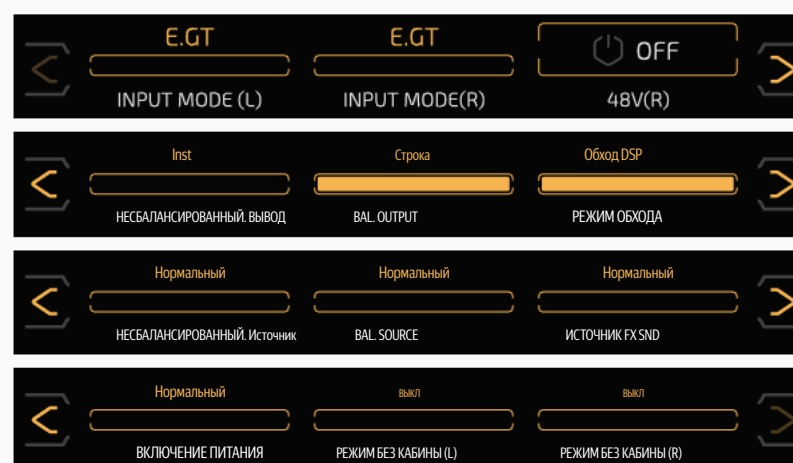 E.GT E.GT OFF
INPUT MODE (L) INPUT MODE(R) 48V(R)
Inst Строка Обход DSP
НЕСБАЛАНСИРОВАННЫЙ. ВЫВОД BAL. OUTPUT РЕЖИМ ОБХОДА
Нормальный Нормальный Нормальный
НЕСБАЛАНСИРОВАННЫЙ. Источник BAL. SOURCE ИСТОЧНИК FX SND
Нормальный выкл выкл
ВКЛЮЧЕНИЕ ПИТАНИЯ РЕЖИМ БЕЗ КАБИНЫ (L) РЕЖИМ БЕЗ КАБИНЫ (R)